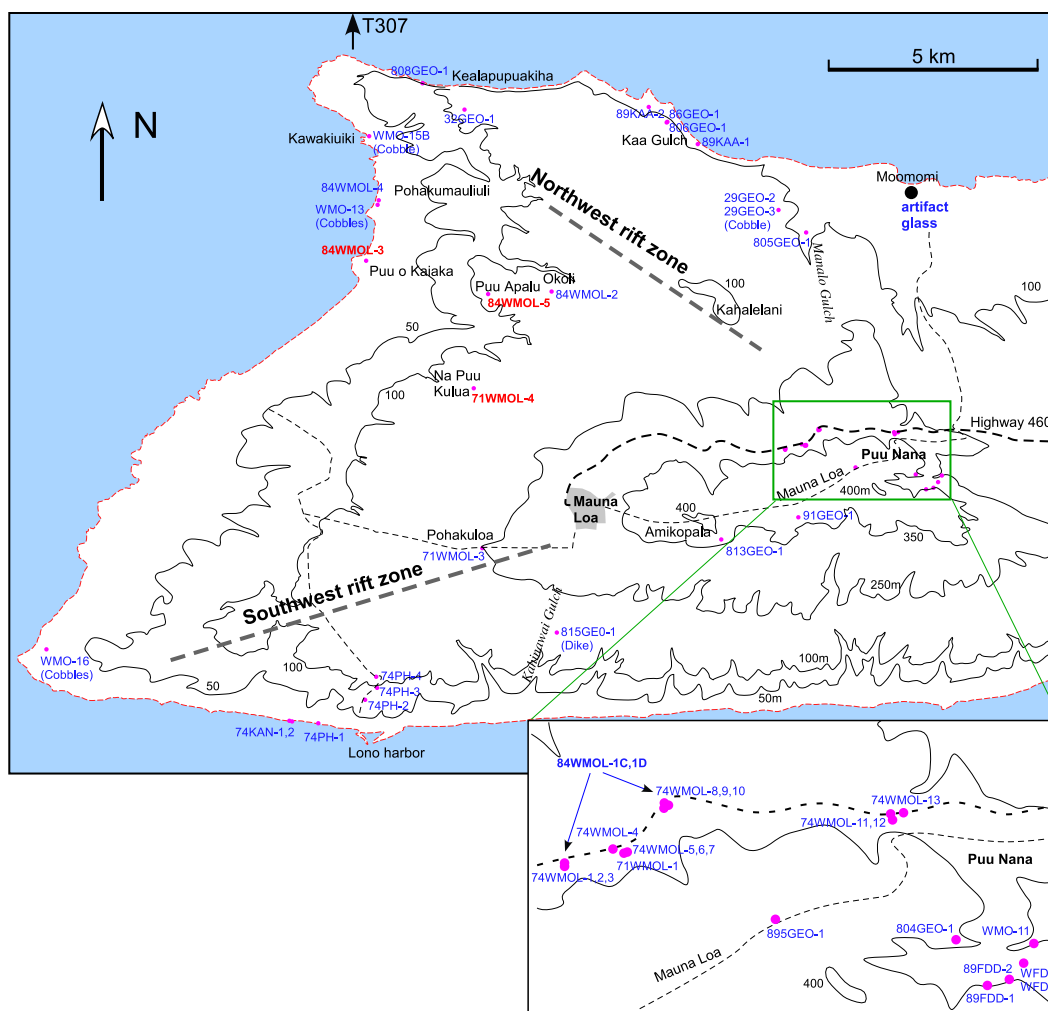 T307
5 km
808GEO-1
Kealapupuakiha
N
32GEO-1
89KAA-2
86GEO-1
806GEO-1
Kaa Gulch
89KAA-1
Kawakiuiki
WMO-15B
(Cobble)
Moomomi
artifact
glass
84WMOL-4
Pohakumauliuli
WMO-13
(Cobbles)
Northwest rift zone
29GEO-2
29GEO-3
(Cobble)
805GEO-1
Manalo Gulch
84WMOL-3
Puu o Kaiaka
Puu Apalu
Okoli
84WMOL-5
84WMOL-2
100
Kahalelani
100
50
Na Puu
Kulua
100
71WMOL-4
Highway 460
Puu Nana
Mauna Loa
400m
Mauna
Loa
400
91GEO-1
Amikopala
813GEO-1
350
Pohakuloa
71WMOL-3
250m
Southwest rift zone
Kahinawai Gulch
815GE0-1
(Dike)
WMO-16
(Cobbles)
100
100m
50
50m
74PH-4
74PH-3
74PH-2
74KAN-1,2
74PH-1
Lono harbor
84WMOL-1C,1D
74WMOL-8,9,10
74WMOL-13
74WMOL-11,12
74WMOL-4
74WMOL-5,6,7
71WMOL-1
74WMOL-1,2,3
Puu Nana
895GEO-1
804GEO-1
WMO-11
Mauna Loa
400
89FDD-2
WFD
WFD
89FDD-1